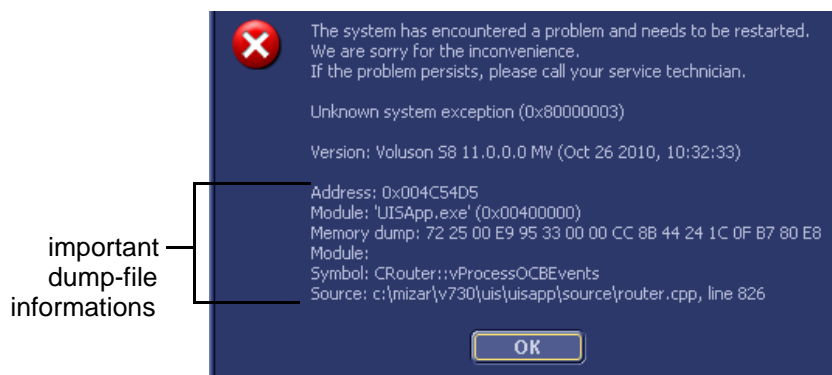 The system has encountered a problem and needs to be restarted.
We are sorry for the inconvenience.
If the problem persists, please call your service technician.
Unknown system exception (0x80000003)
Version: Voluson S8 11.0.0.0 MV (Oct 26 2010, 10:32:33)
important
dump-file
informations
Address: 0x004C54D5
Module: 'UISApp.exe' (0x00400000)
Memory dump: 72 25 00 E9 95 33 00 00 CC 8B 44 24 1C 0F B7 80 E8
Module:
Symbol: CRouter::vProcessOCBEvents
Source: c:\mizar\v730\uis\uisapp\source\router.cpp, line 826
OK